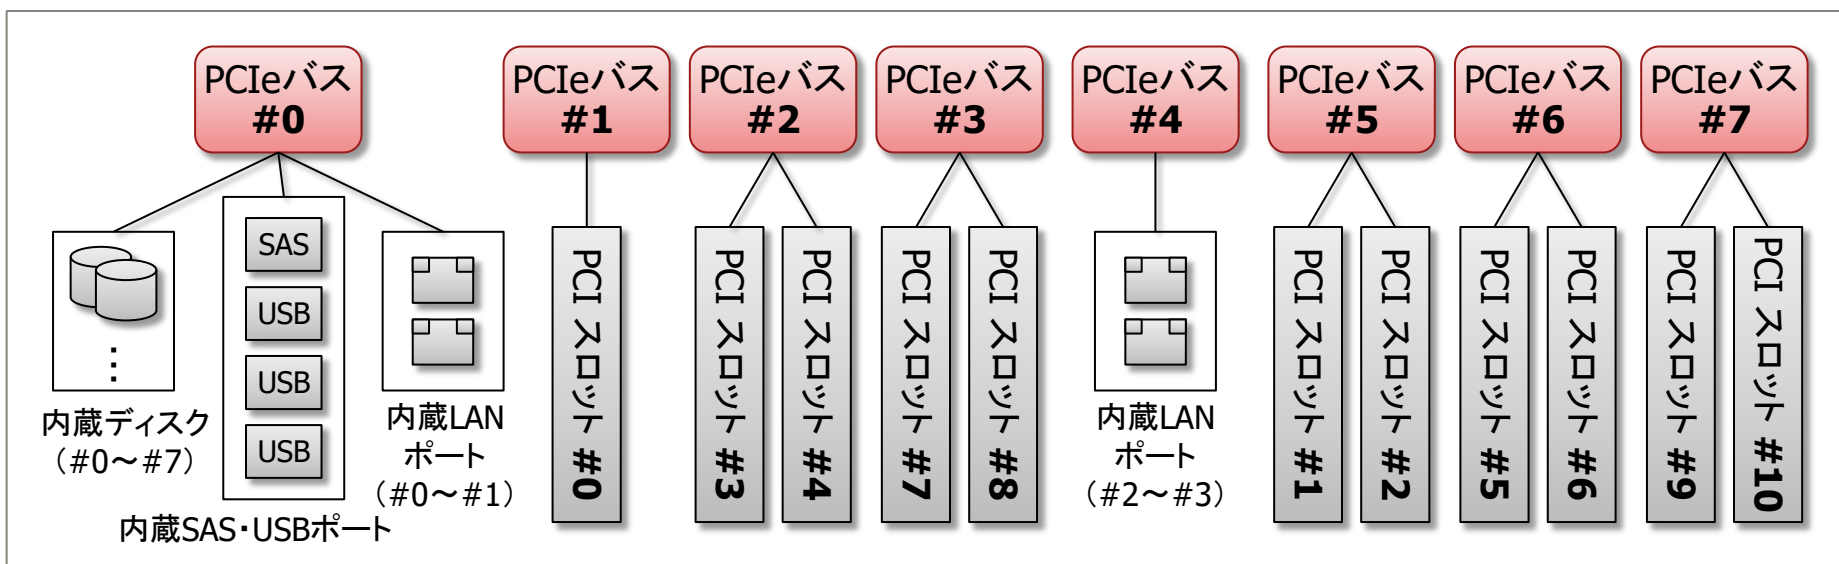 PCIeバス
#0
PCIeバス
#1
PCIeバス
#2
PCIeバス
#3
PCIeバス
#4
PCIeバス
#5
PCIeバス
#6
PCIeバス
#7
⋮
内蔵ディスク
(#0～#7)
SAS
USB
USB
USB
内蔵SAS・USBポート
内蔵LAN
ポート
(#0～#1)
PCI スロット #0
PCI スロット #3
PCI スロット #4
PCI スロット #7
PCI スロット #8
内蔵LAN
ポート
(#2～#3)
PCI スロット #1
PCI スロット #2
PCI スロット #5
PCI スロット #6
PCI スロット #9
PCI スロット #10